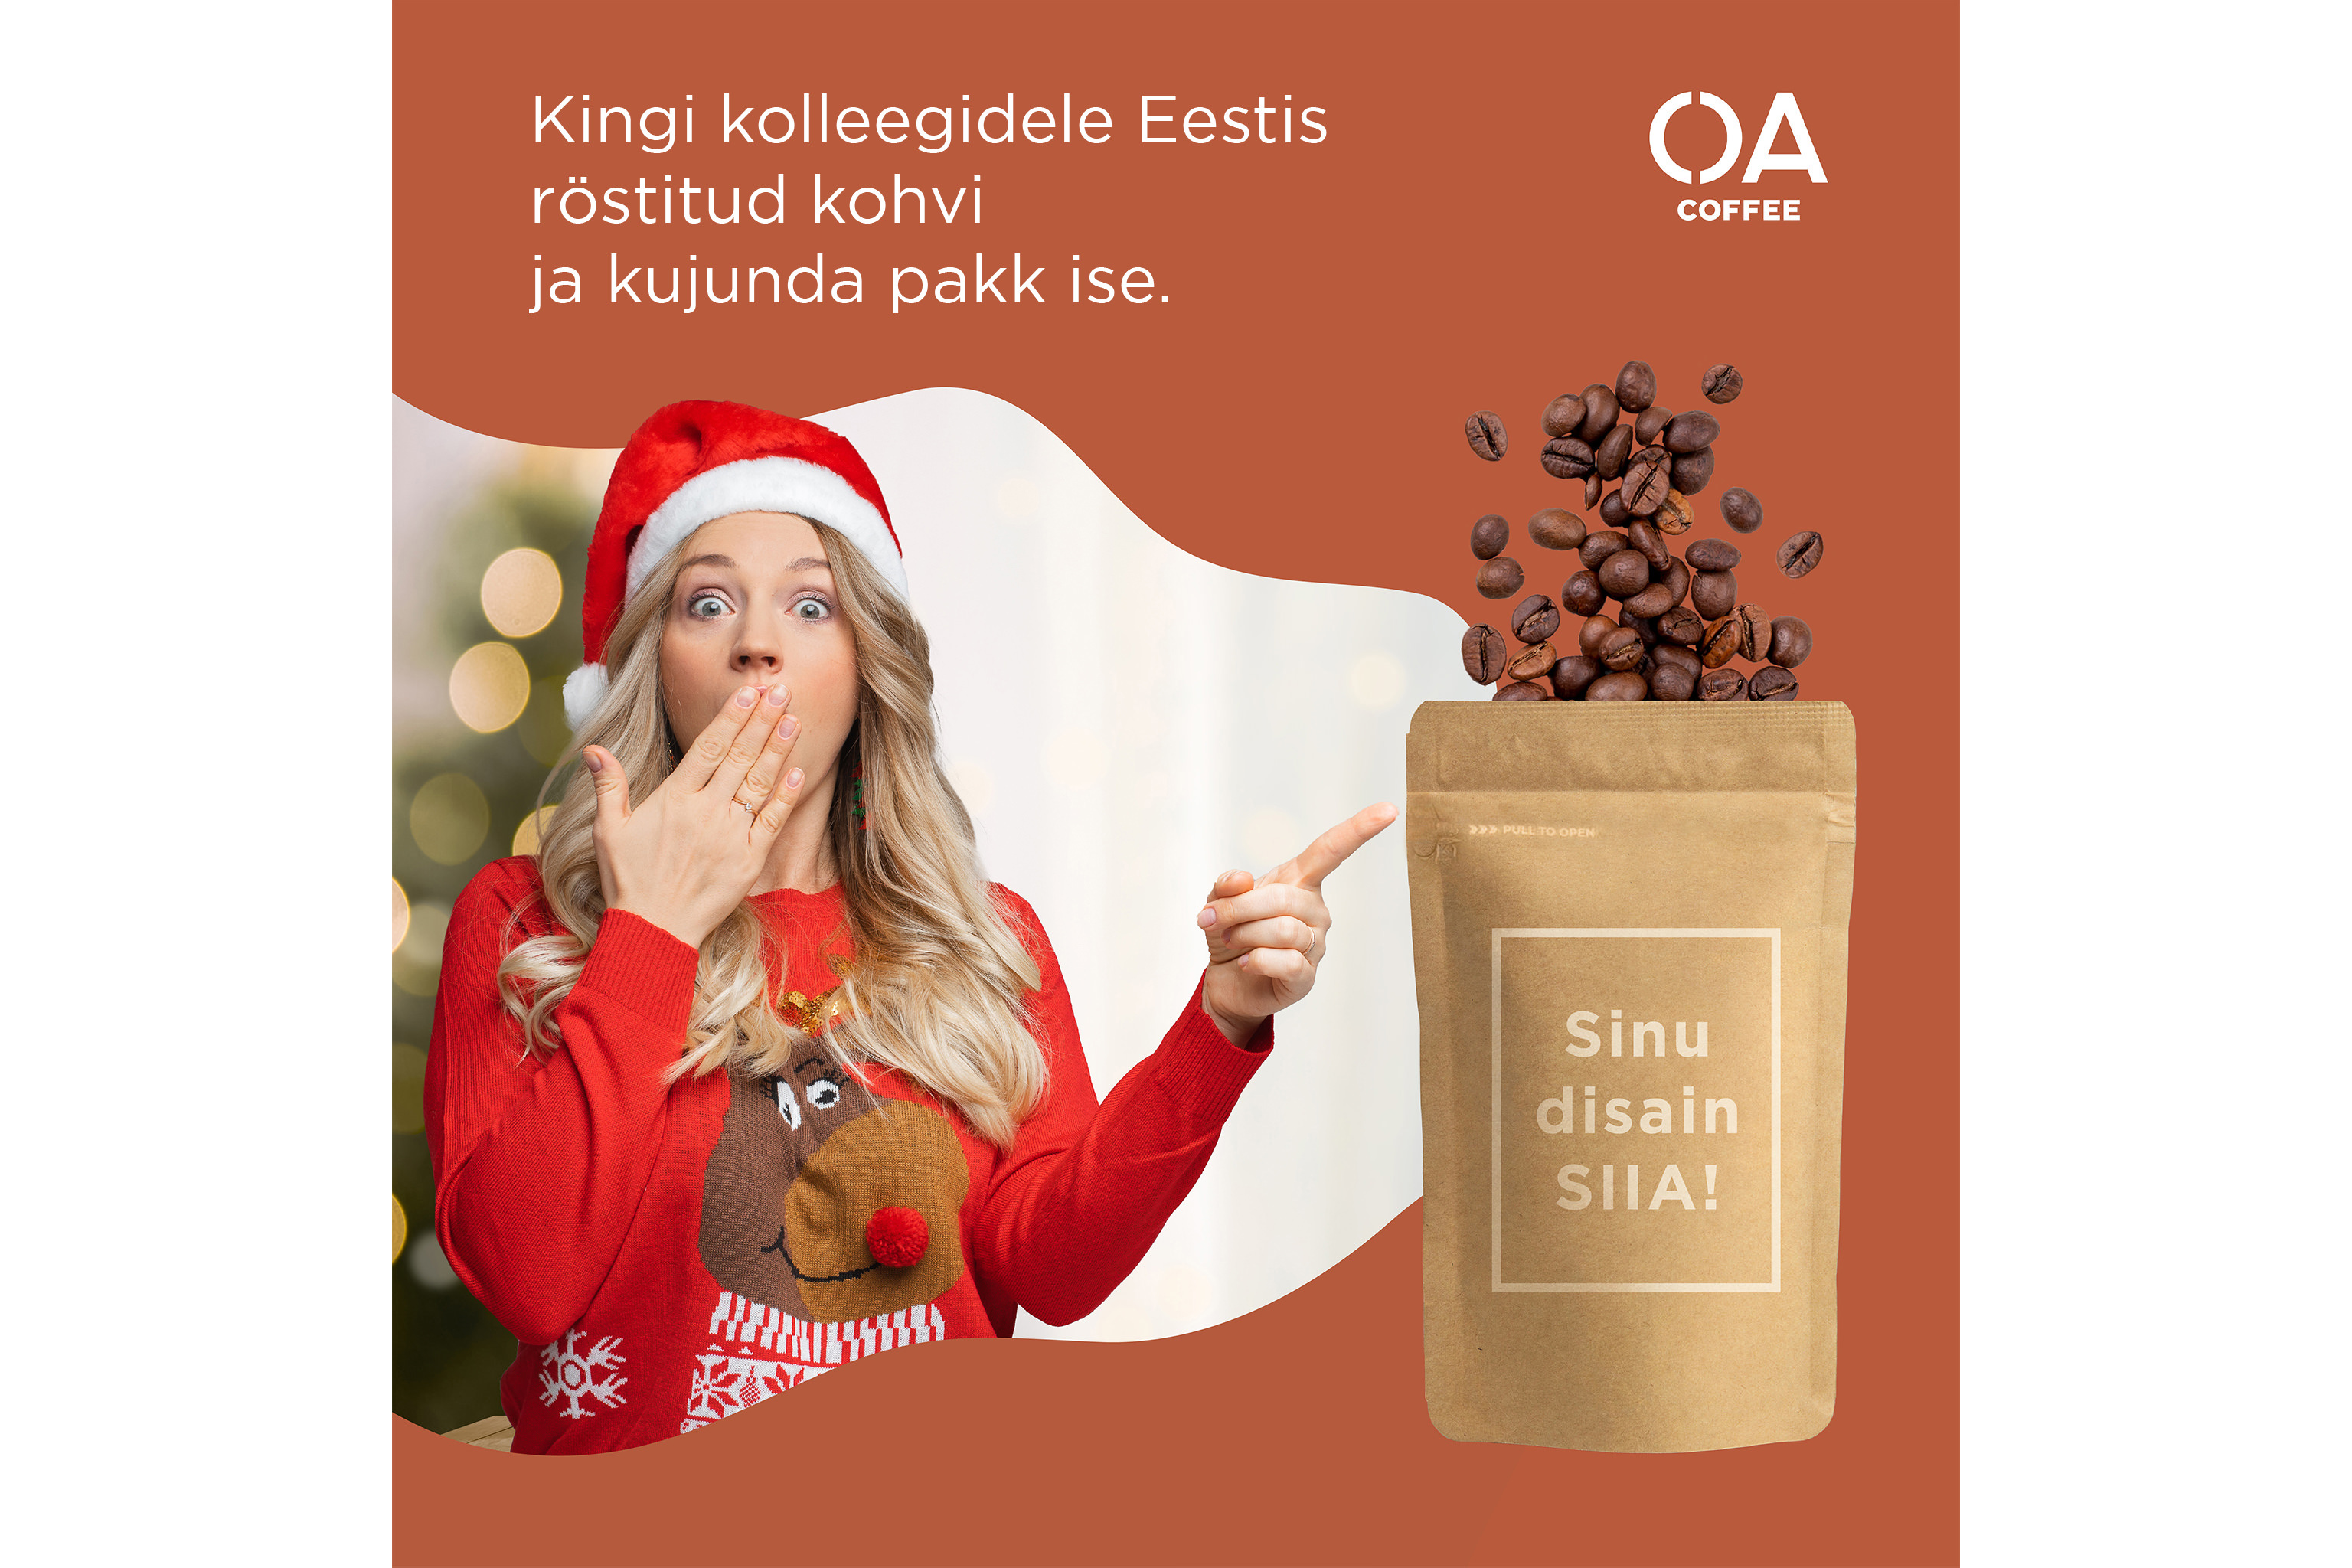 Kingi kolleegidele Eestis
röstitud kohvi
ja kujunda pakk ise.
OA
COFFEE
>>> PULL TO OPEN
Sinu
disain
SIIA!